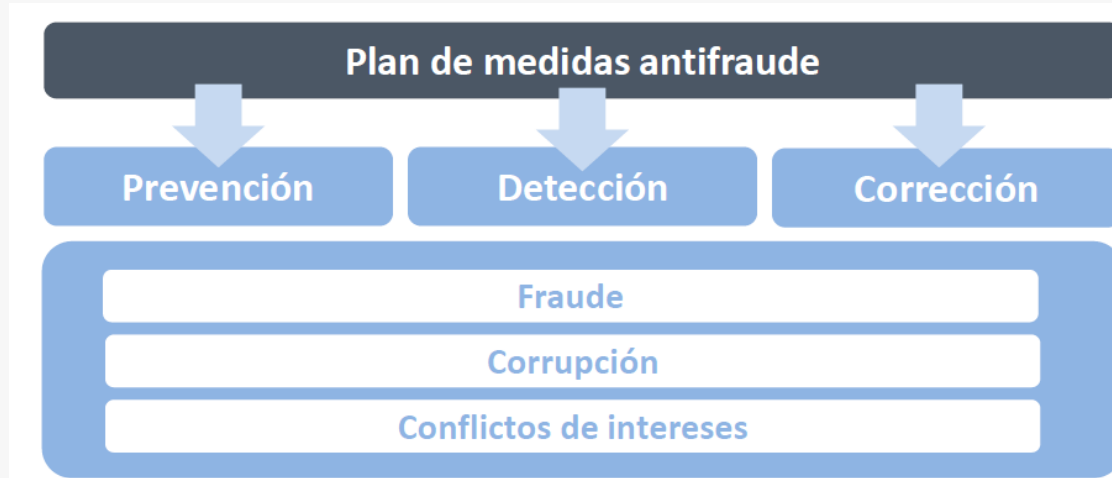 Plan de medidas antifraude
Prevención
Detección
Corrección
Fraude
Corrupción
Conflictos de intereses